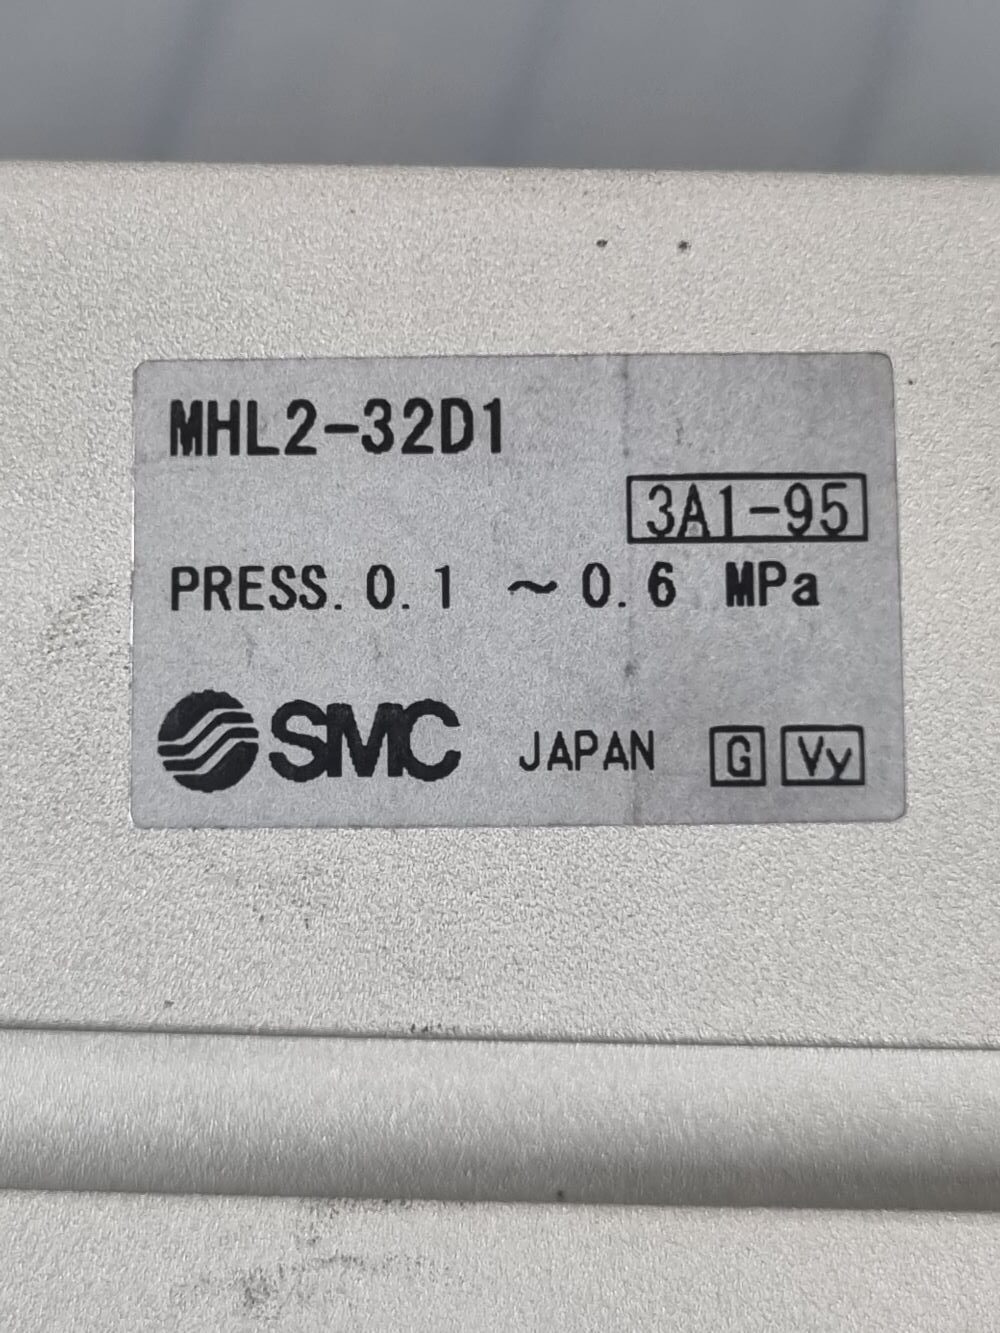 MHL2-32D1
3A1-95
PRESS. 0.1 ～0.6 MPa
SMC JAPAN G Vy